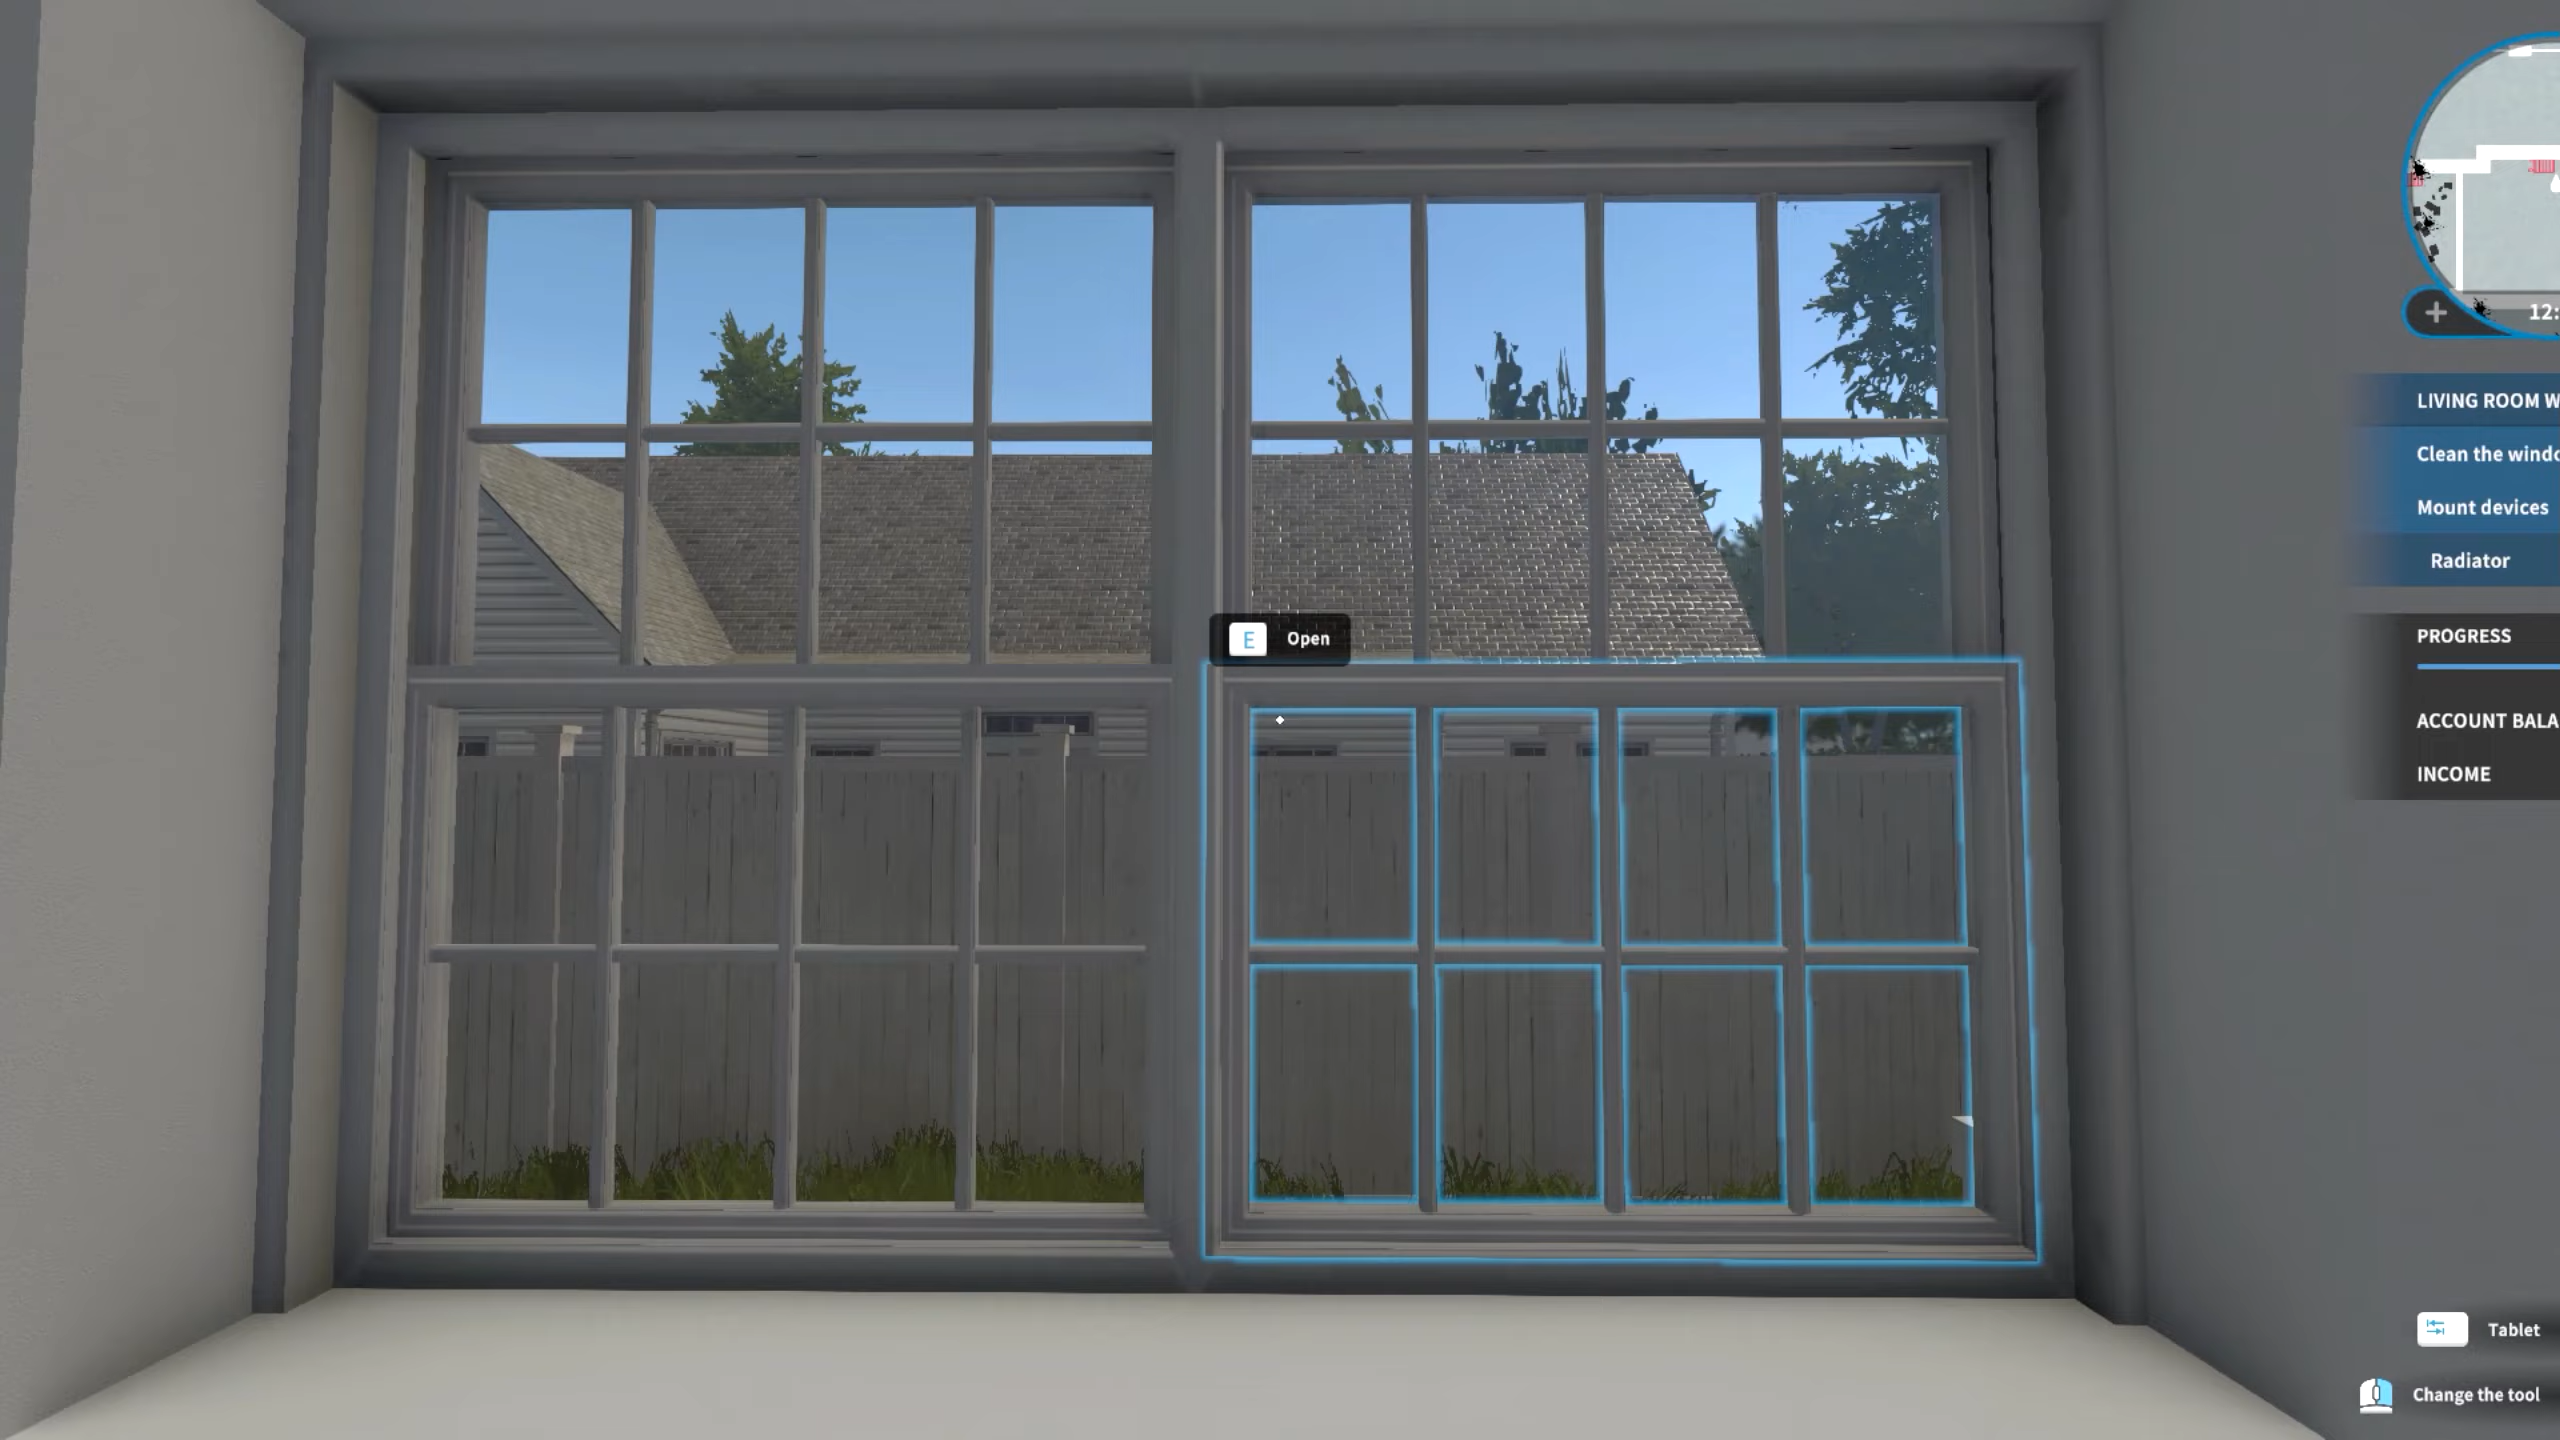 12:
LIVING ROOM W
Clean the windo
Mount devices
Radiator
E Open
PROGRESS
ACCOUNT BALA
INCOME
Tablet
Change the tool